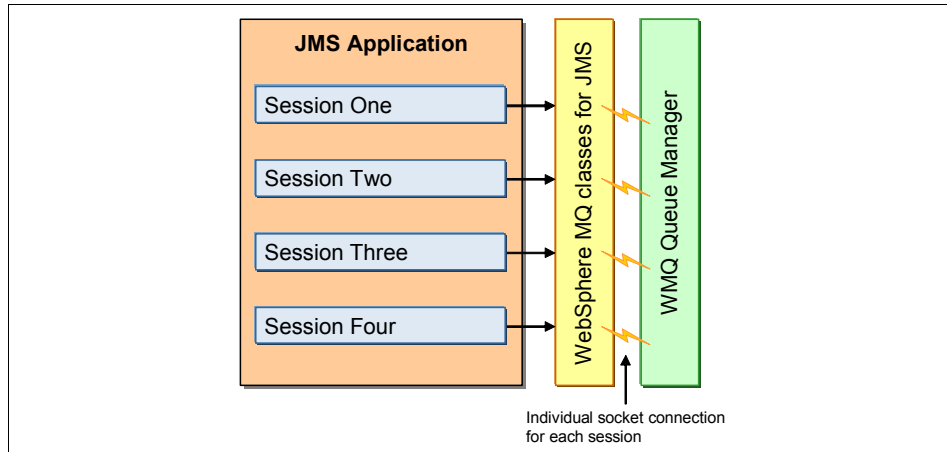 JMS Application
Session One
Session Two
Session Three
Session Four
WebSphere MQ classes for JMS
WMQ Queue Manager
Individual socket connection
for each session